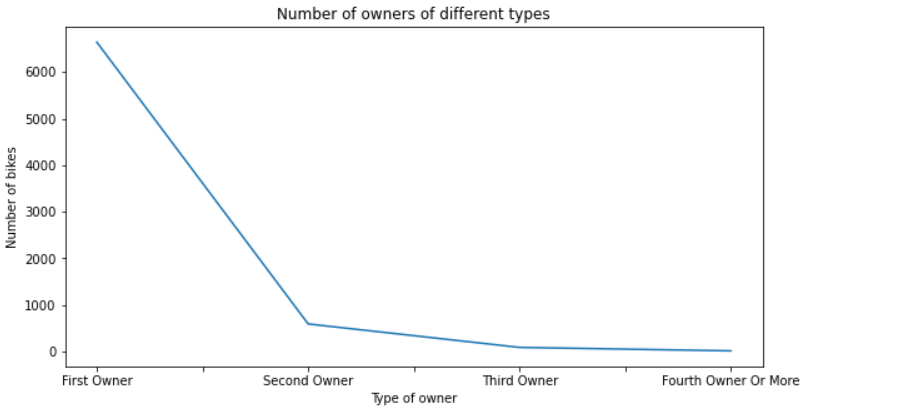 Number of owners of different types
Number of bikes
6000
5000
4000
3000
2000
1000
0
First Owner Second Owner Third Owner Fourth Owner Or More
Type of owner